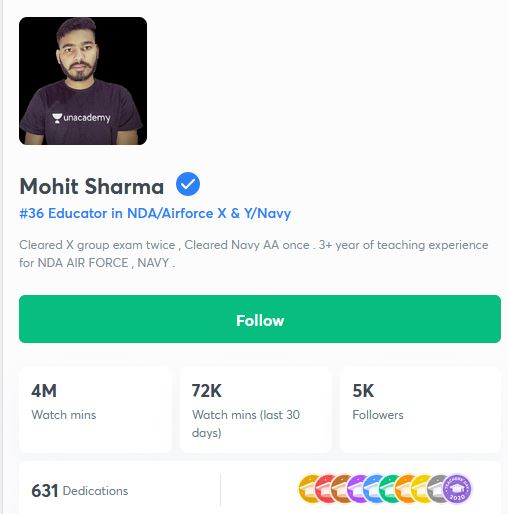 unacademy
Mohit Sharma
#36 Educator in NDA/Airforce X & Y/Navy
Cleared X group exam twice , Cleared Navy AA once . 3+ year of teaching experience
for NDA AIR FORCE , NAVY .
Follow
4M
Watch mins
72K
Watch mins (last 30
days)
5K
Followers
631 Dedications
2020